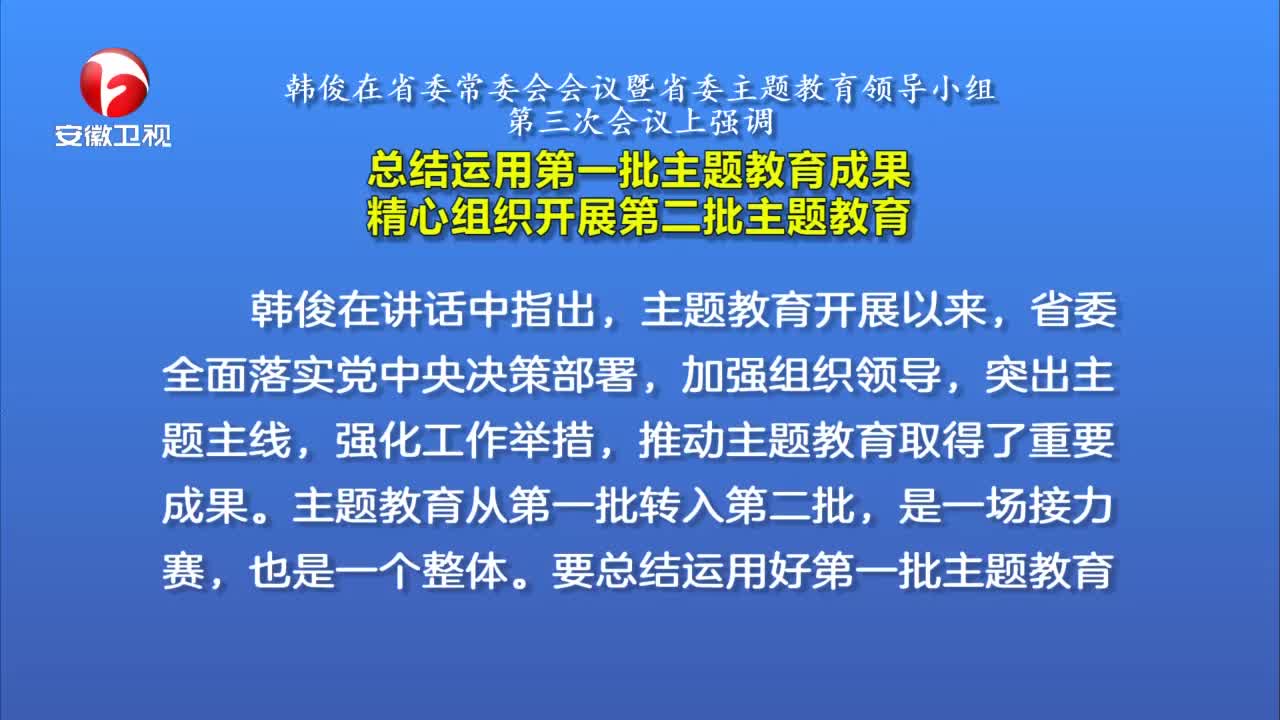 安徽卫视
韩俊在省委常委会会议暨省委主题教育领导小组
第三次会议上强调
总结运用第一批主题教育成果
精心组织开展第二批主题教育
韩俊在讲话中指出，主题教育开展以来，省委
全面落实党中央决策部署，加强组织领导，突出主
题主线，强化工作举措，推动主题教育取得了重要
成果。主题教育从第一批转入第二批，是一场接力
赛，也是一个整体。要总结运用好第一批主题教育